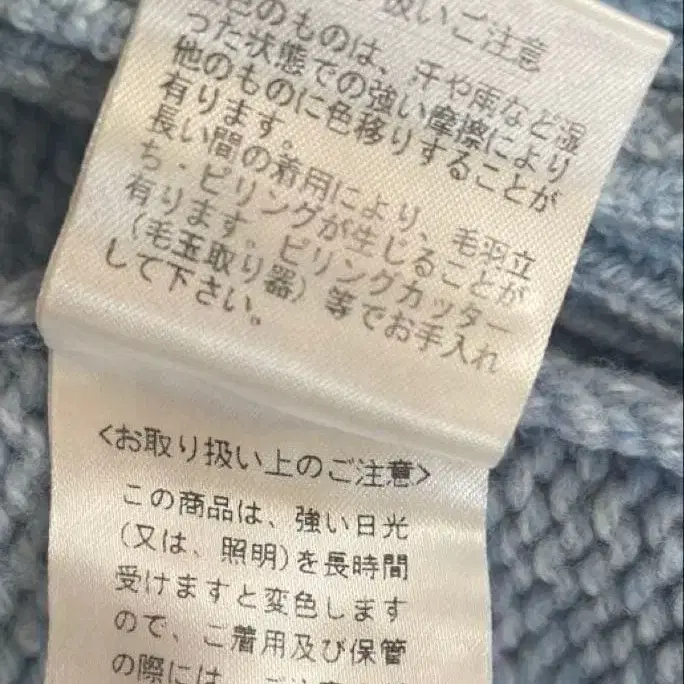 扱いご注意
色のものは、汗や雨など湿
った状態での強い摩擦により
他のものに色移りすることが
有ります。
長い間の着用により、毛羽立
ち・ピリングが生じることが
有ります。ピリングカッター
(毛玉取り器)等でお手入れ
して下さい。
<お取り扱い上のご注意>
この商品は、強い日光
(又は、照明)を長時間
受けますと変色します
ので、ご着用及び保管
の際には、